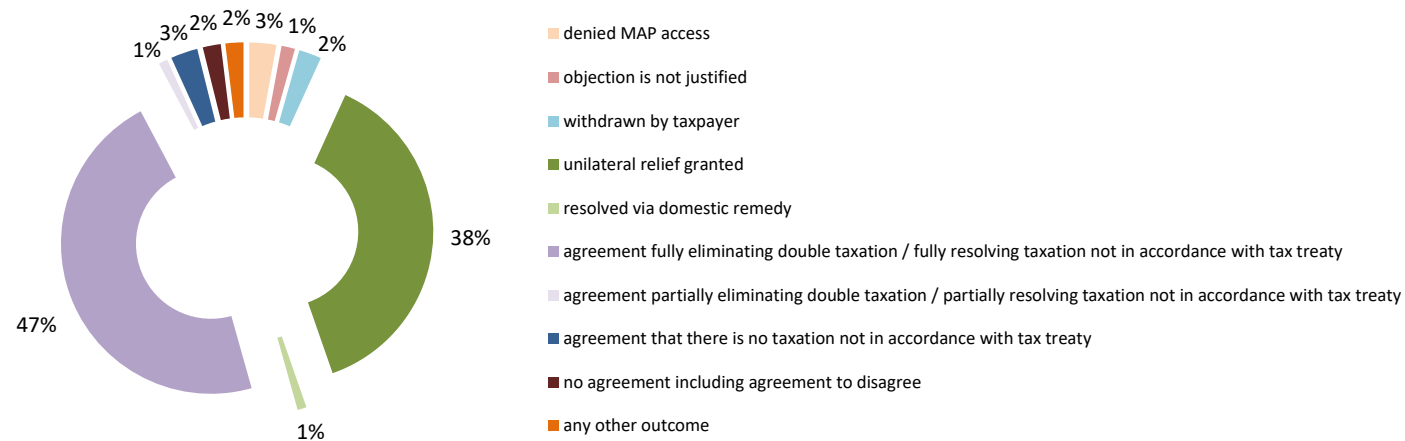 1%
3%
2%
2%
3%
1%
2%
38%
1%
47%
denied MAP access
objection is not justified
withdrawn by taxpayer
unilateral relief granted
resolved via domestic remedy
agreement fully eliminating double taxation / fully resolving taxation not in accordance with tax treaty
agreement partially eliminating double taxation / partially resolving taxation not in accordance with tax treaty
agreement that there is no taxation not in accordance with tax treaty
no agreement including agreement to disagree
any other outcome